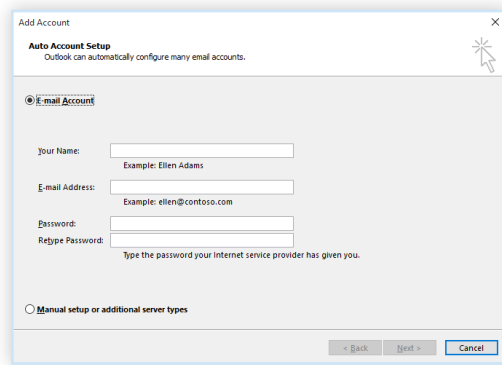 Add Account
Auto Account Setup
Outlook can automatically configure many email accounts.
E-mail Account
Your Name:
Example: Ellen Adams
E-mail Address:
Example: ellen@contoso.com
Password:
Retype Password:
Type the password your Internet service provider has given you.
Manual setup or additional server types
< Back Next > Cancel